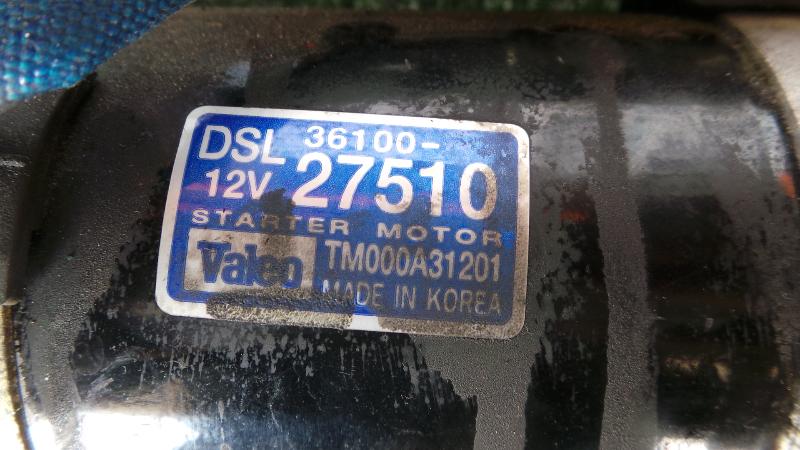 DSL 36100-
12V 27510
STARTER MOTOR
Valeo TM000A31201
MADE IN KOREA